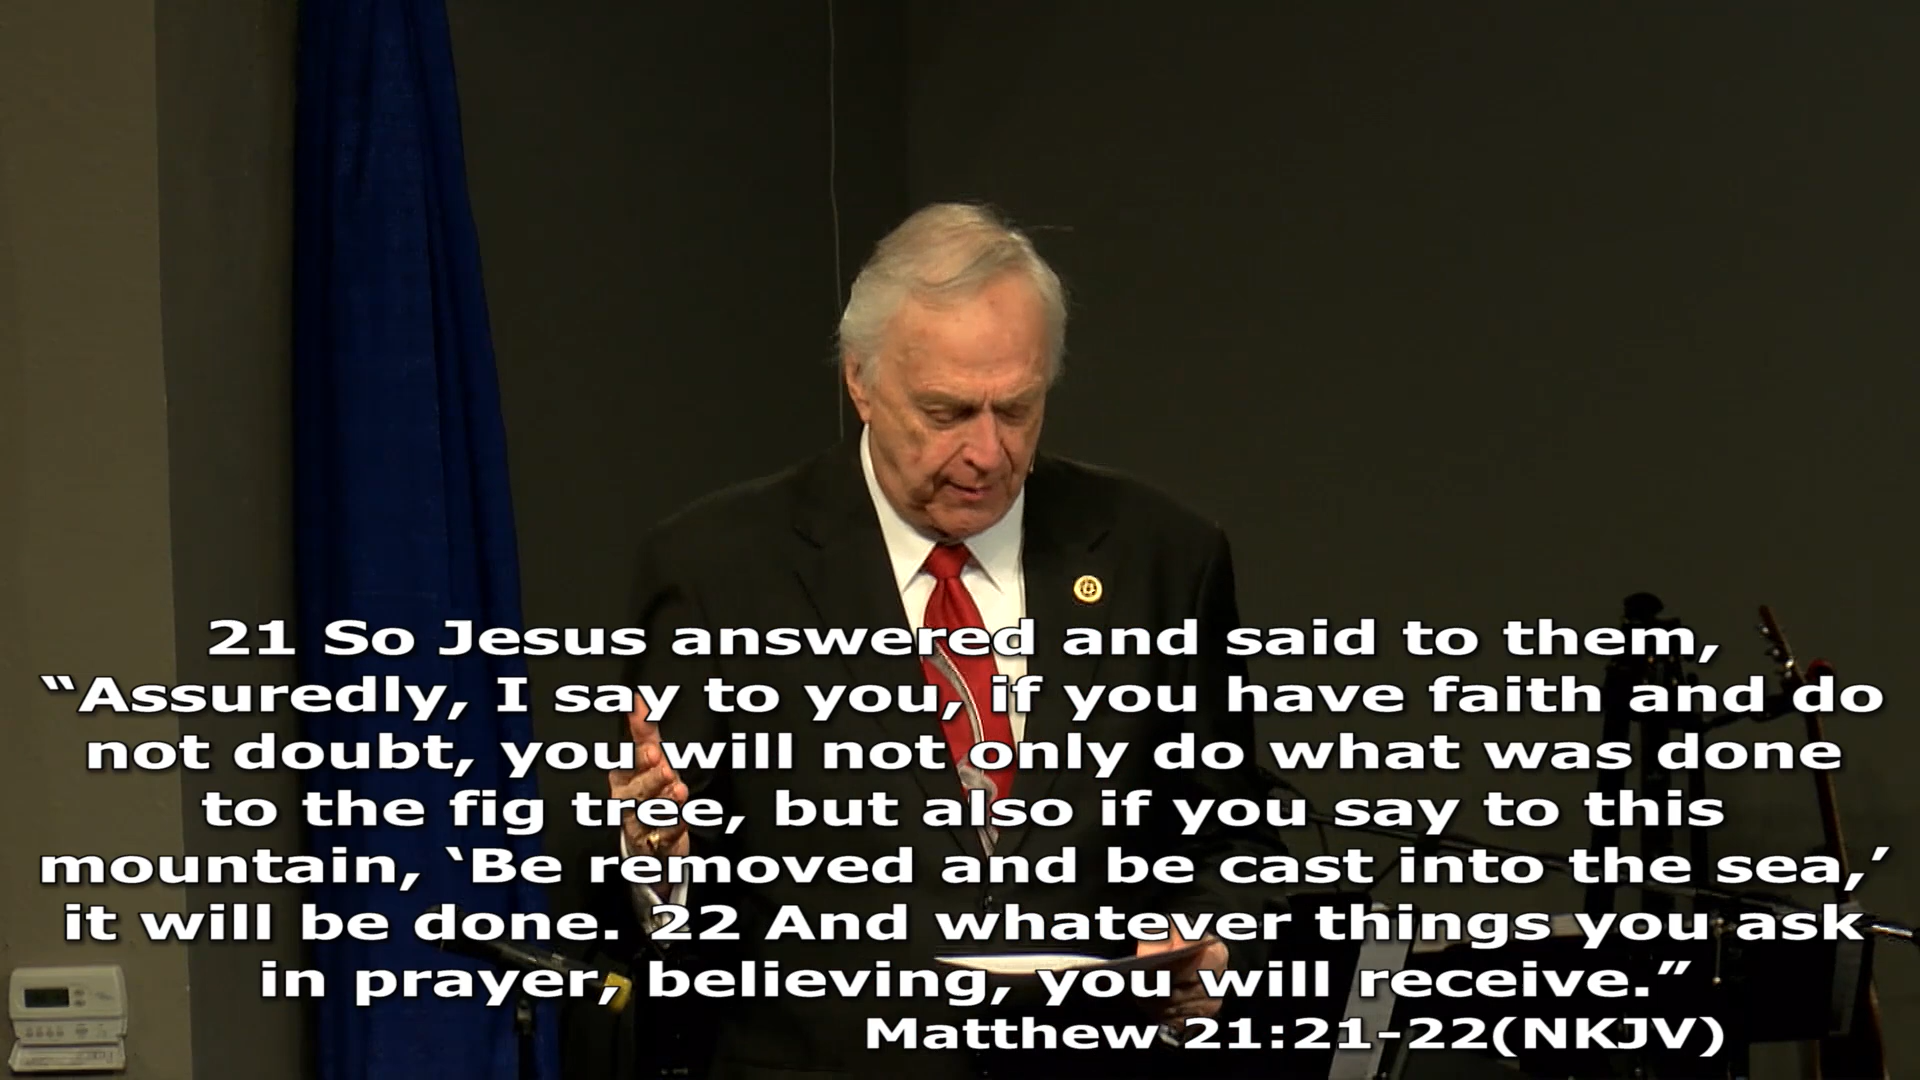 21 So Jesus answered and said to them,
“Assuredly, I say to you, if you have faith and do
not doubt, you will not only do what was done
to the fig tree, but also if you say to this
mountain, ‘Be removed and be cast into the sea,’
it will be done. 22 And whatever things you ask
in prayer, believing, you will receive.”
Matthew 21:21-22(NKJV)